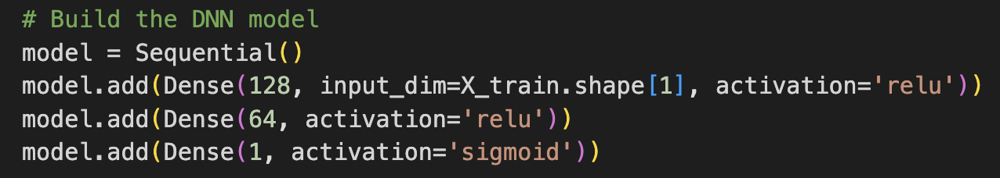 # Build the DNN model
model = Sequential()
model.add(Dense(128, input_dim=X_train.shape[1], activation='relu'))
model.add(Dense(64, activation='relu'))
model.add(Dense(1, activation='sigmoid'))